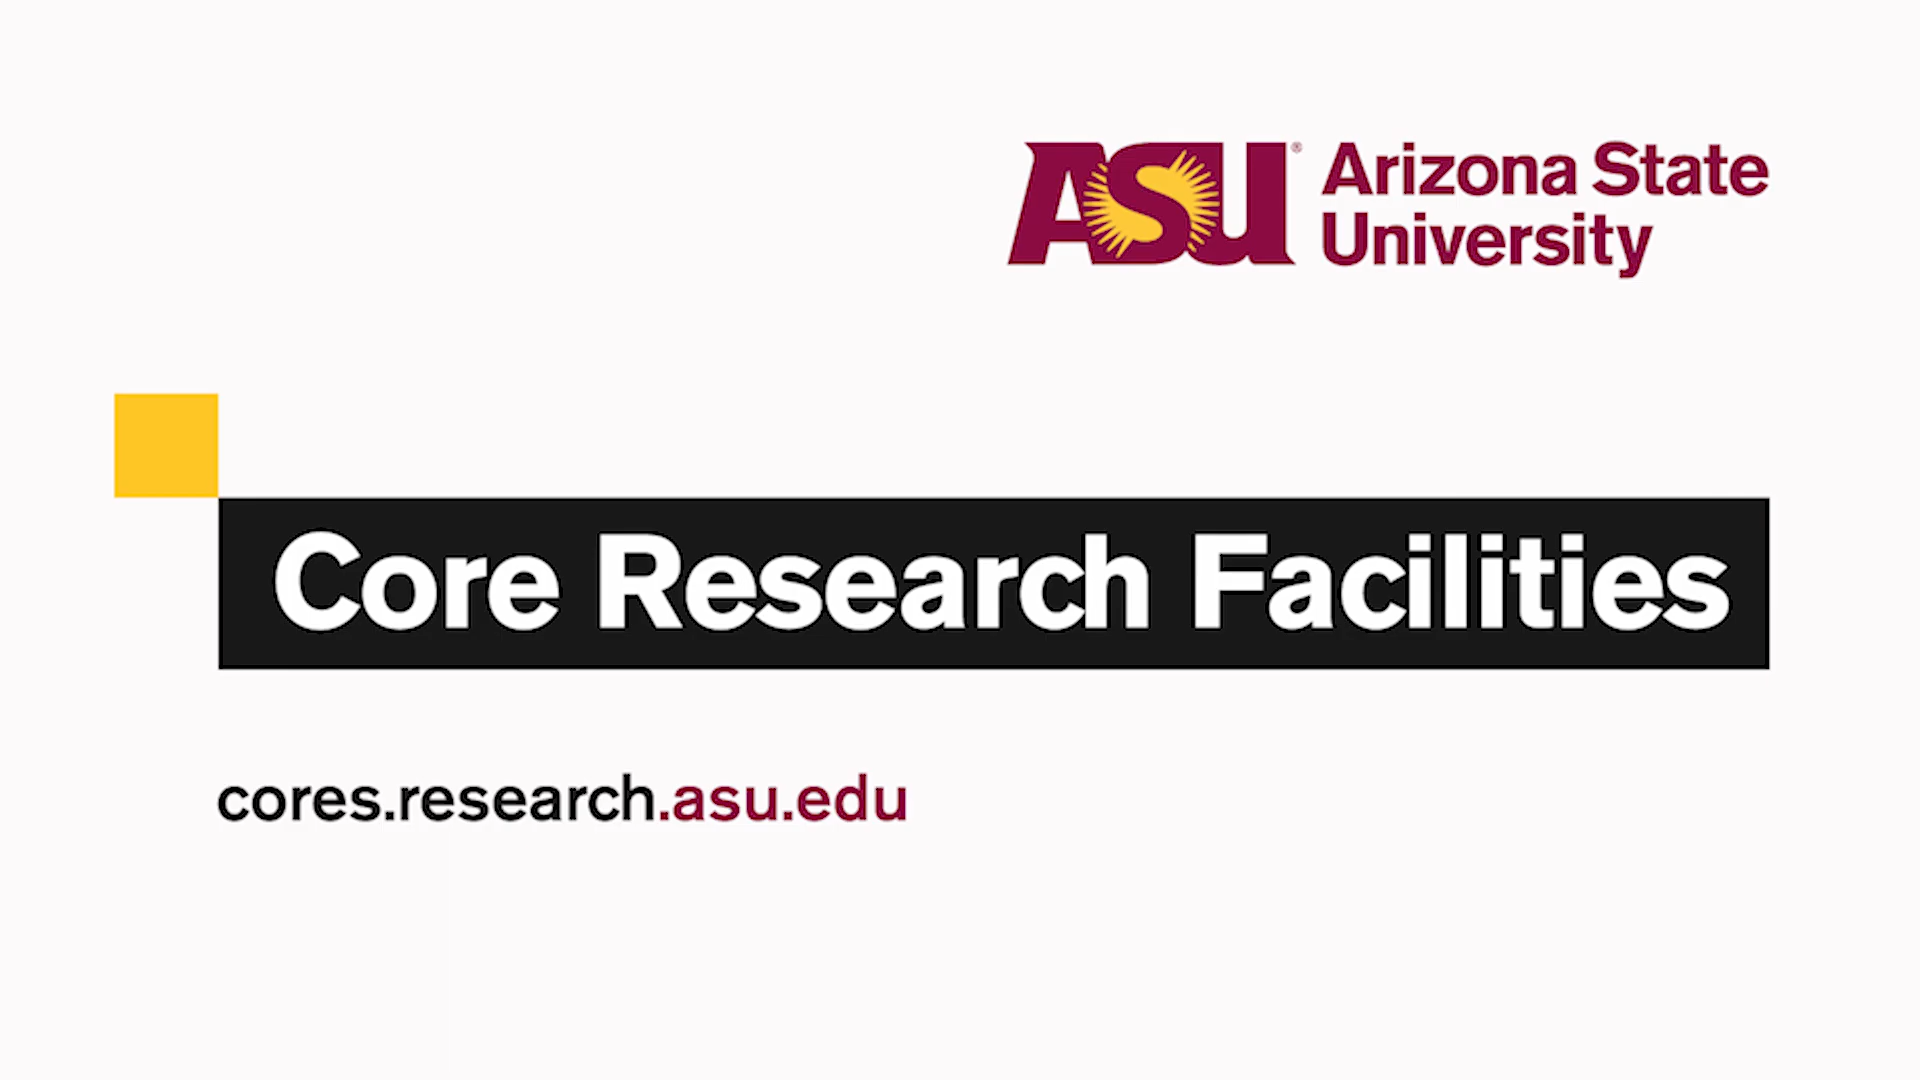 ASU®
Arizona State
University
Core Research Facilities
cores.research.asu.edu